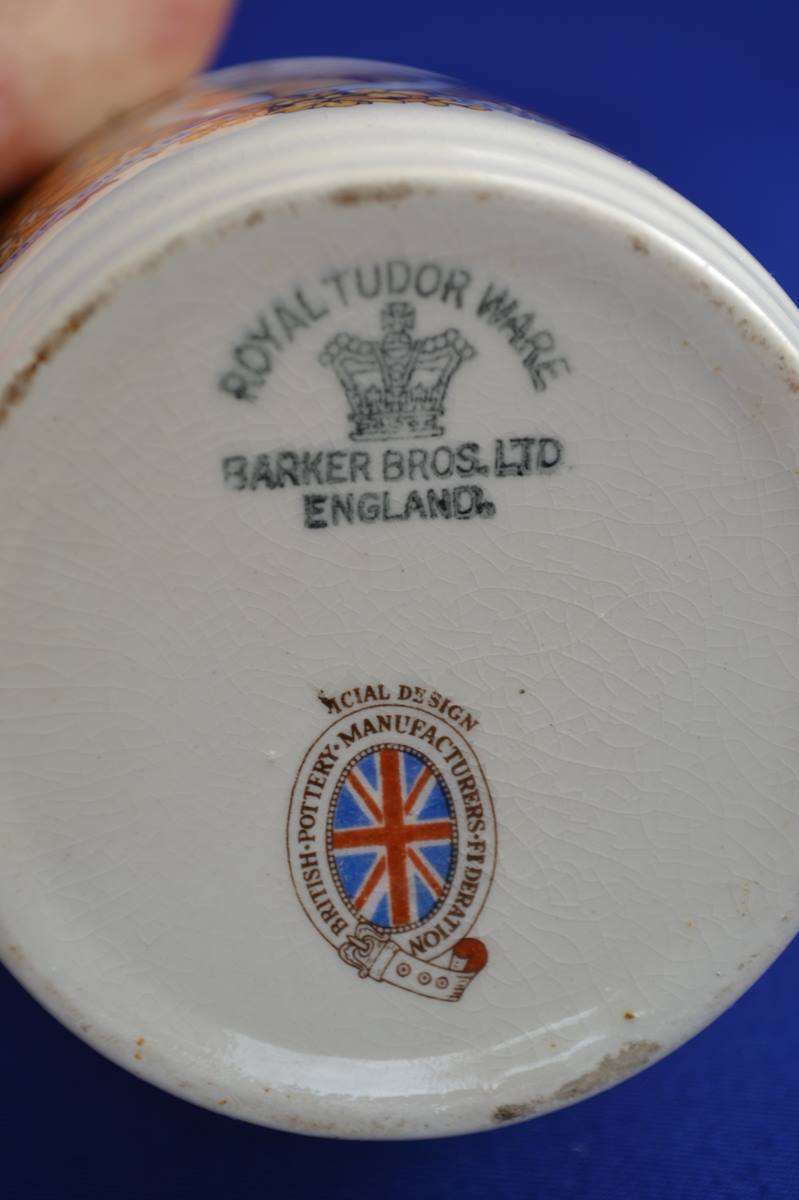 ROYAL TUDOR WARE
BARKER BROS. LTD
ENGLAND.
ICIAL DESIGN
BRITISH · POTTERY · MANUFACTURERS · FEDERATION